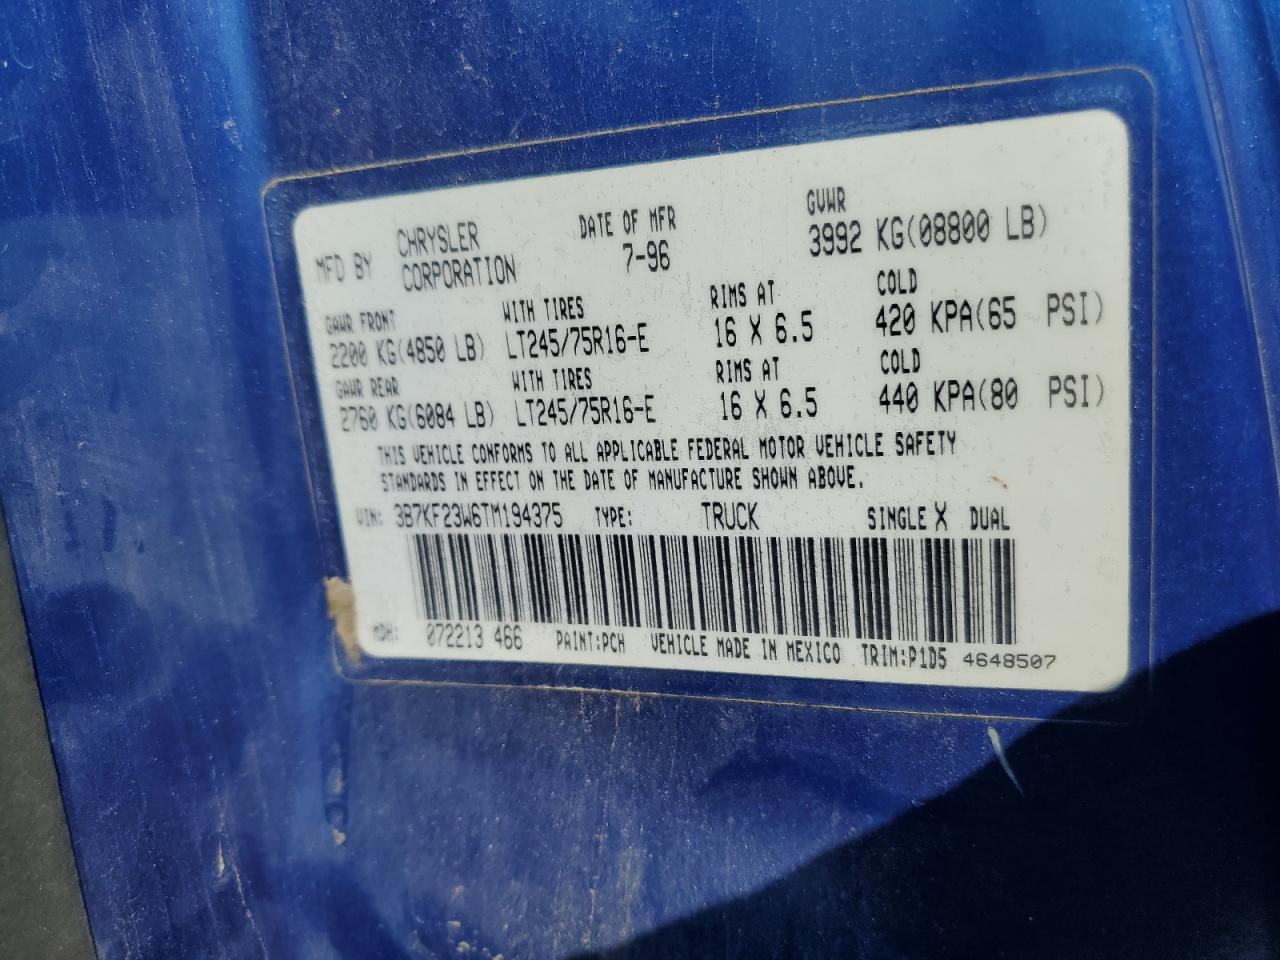 MFD BY CHRYSLER CORPORATION DATE OF MFR 7-96 GVWR 3992 KG(08800 LB)
GAWR FRONT WITH TIRES RIMS AT COLD
2200 KG(4850 LB) LT245/75R16-E 16 X 6.5 420 KPA(65 PSI)
GAWR REAR WITH TIRES RIMS AT COLD
2760 KG(6084 LB) LT245/75R16-E 16 X 6.5 440 KPA(80 PSI)
THIS VEHICLE CONFORMS TO ALL APPLICABLE FEDERAL MOTOR VEHICLE SAFETY
STANDARDS IN EFFECT ON THE DATE OF MANUFACTURE SHOWN ABOVE.
VIN: 3B7KF23W6TM194375 TYPE: TRUCK SINGLE X DUAL
MDH: 072213 466 PAINT:PCH VEHICLE MADE IN MEXICO TRIM:P1D5 4648507